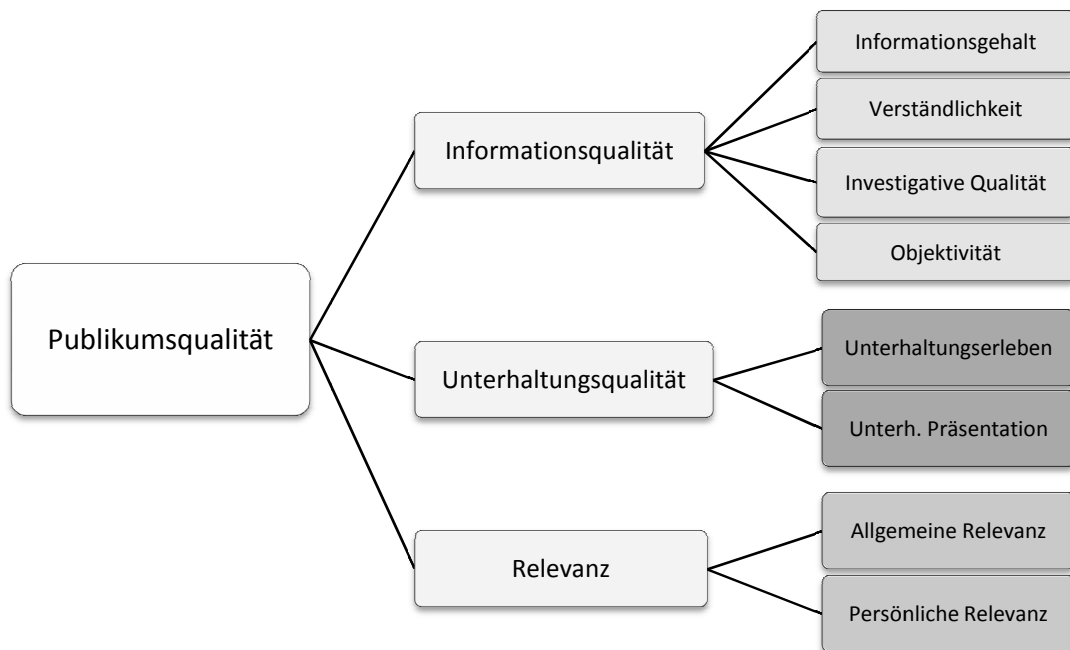 Publikumsqualität
Informationsqualität
Informationsgehalt
Verständlichkeit
Investigative Qualität
Objektivität
Unterhaltungsqualität
Unterhaltungserleben
Unterh. Präsentation
Relevanz
Allgemeine Relevanz
Persönliche Relevanz